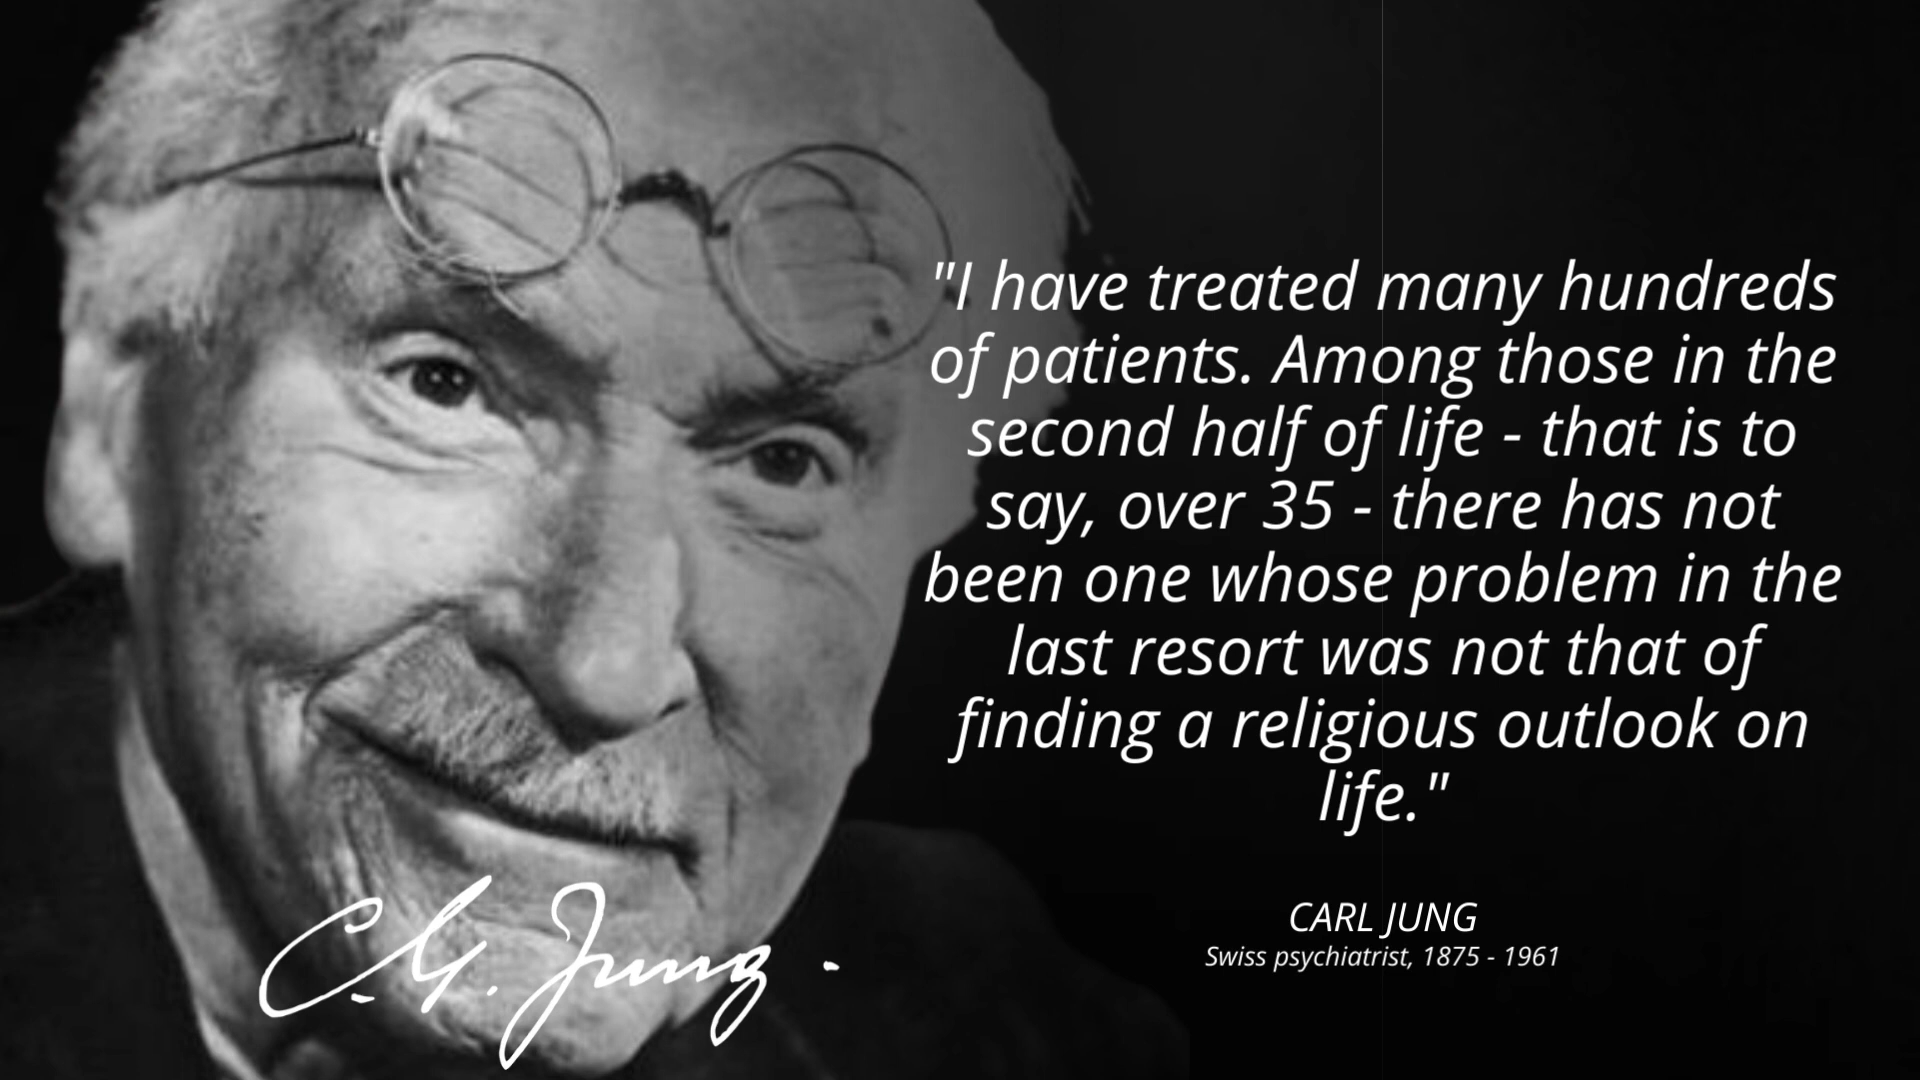 "I have treated many hundreds
of patients. Among those in the
second half of life - that is to
say, over 35 - there has not
been one whose problem in the
last resort was not that of
finding a religious outlook on
life."
CARL JUNG
Swiss psychiatrist, 1875 - 1961
C. G. Jung.